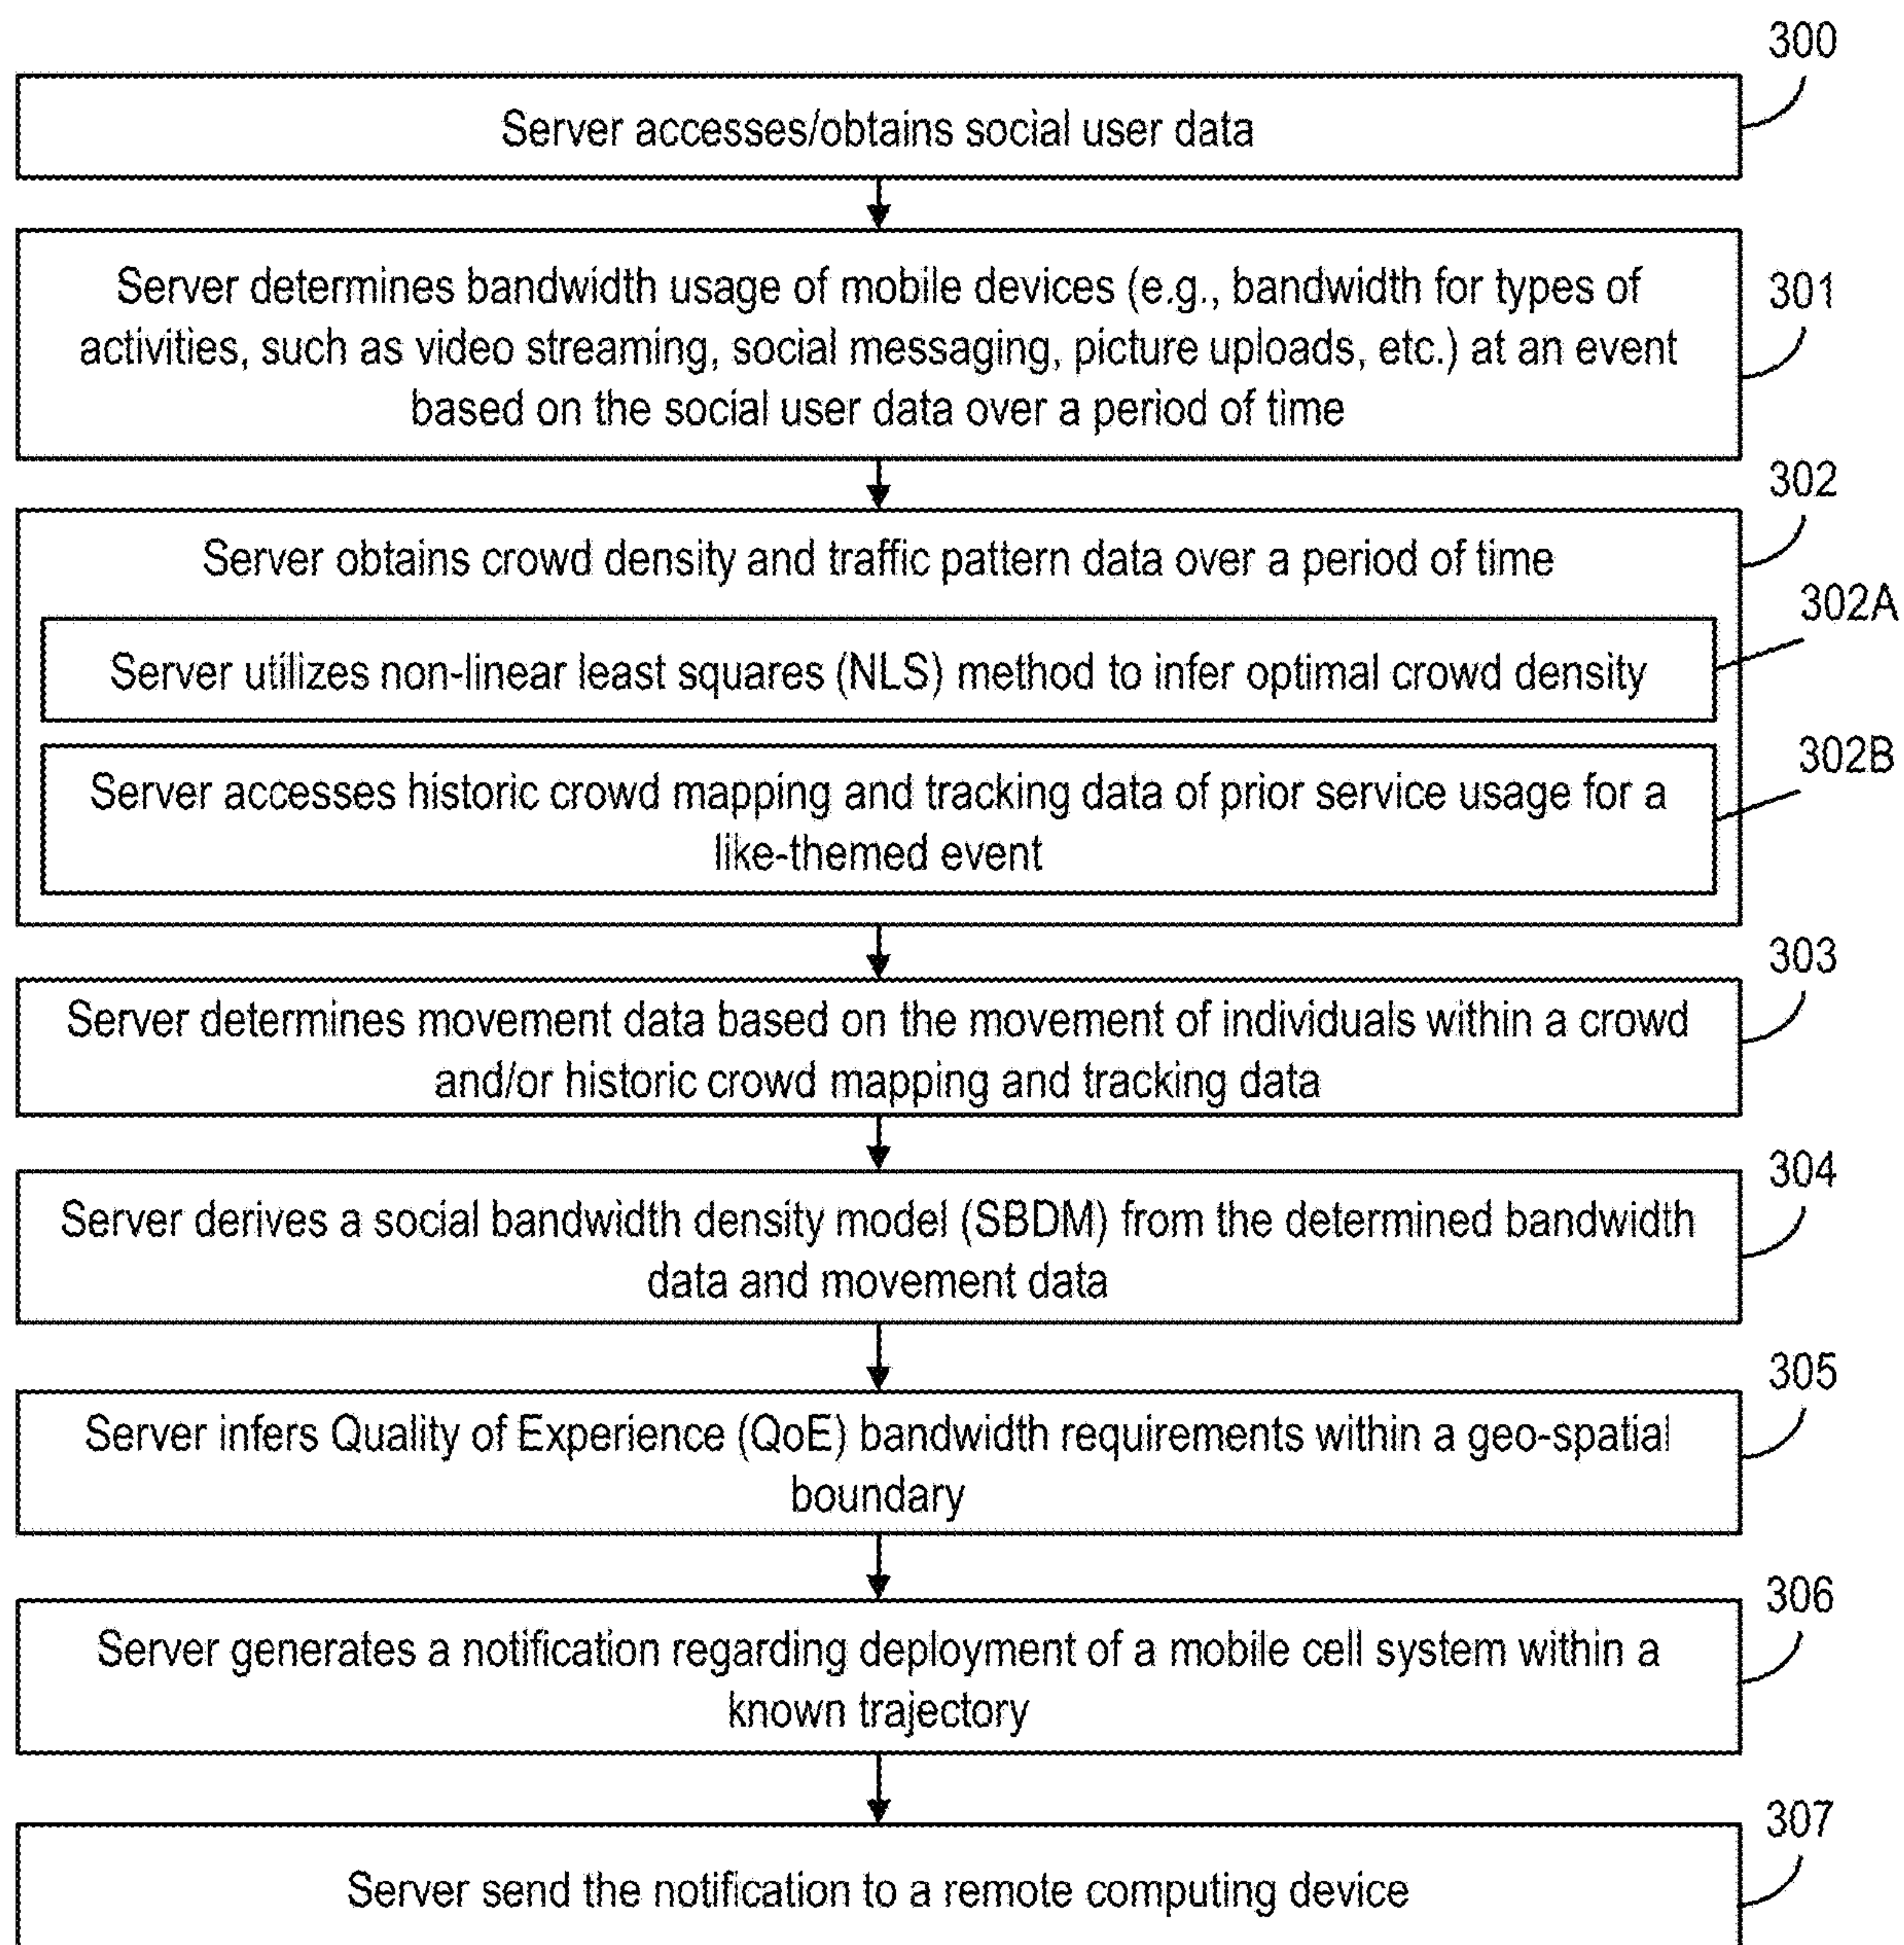 300
Server accesses/obtains social user data
Server determines bandwidth usage of mobile devices (e.g., bandwidth for types of
activities, such as video streaming, social messaging, picture uploads, etc.) at an event
based on the social user data over a period of time
301
302
Server obtains crowd density and traffic pattern data over a period of time
302A
Server utilizes non-linear least squares (NLS) method to infer optimal crowd density
302B
Server accesses historic crowd mapping and tracking data of prior service usage for a
like-themed event
303
Server determines movement data based on the movement of individuals within a crowd
and/or historic crowd mapping and tracking data
304
Server derives a social bandwidth density model (SBDM) from the determined bandwidth
data and movement data
305
Server infers Quality of Experience (QoE) bandwidth requirements within a geo-spatial
boundary
306
Server generates a notification regarding deployment of a mobile cell system within a
known trajectory
307
Server send the notification to a remote computing device